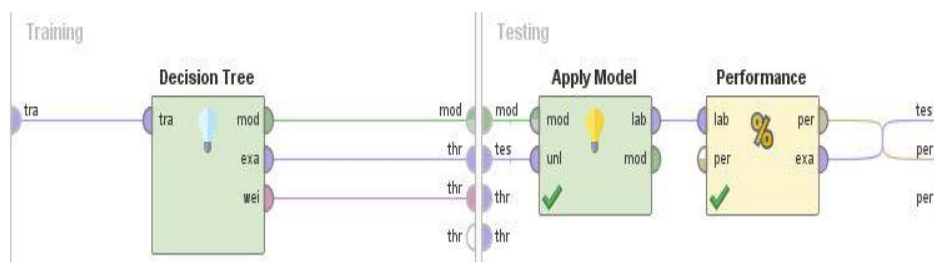 Training
Testing
Decision Tree
Apply Model
Performance
tra
tra
mod
mod
mod
mod
lab
lab
per
tes
exa
thr
tes
unl
mod
per
exa
per
wei
thr
thr
per
thr
thr
%